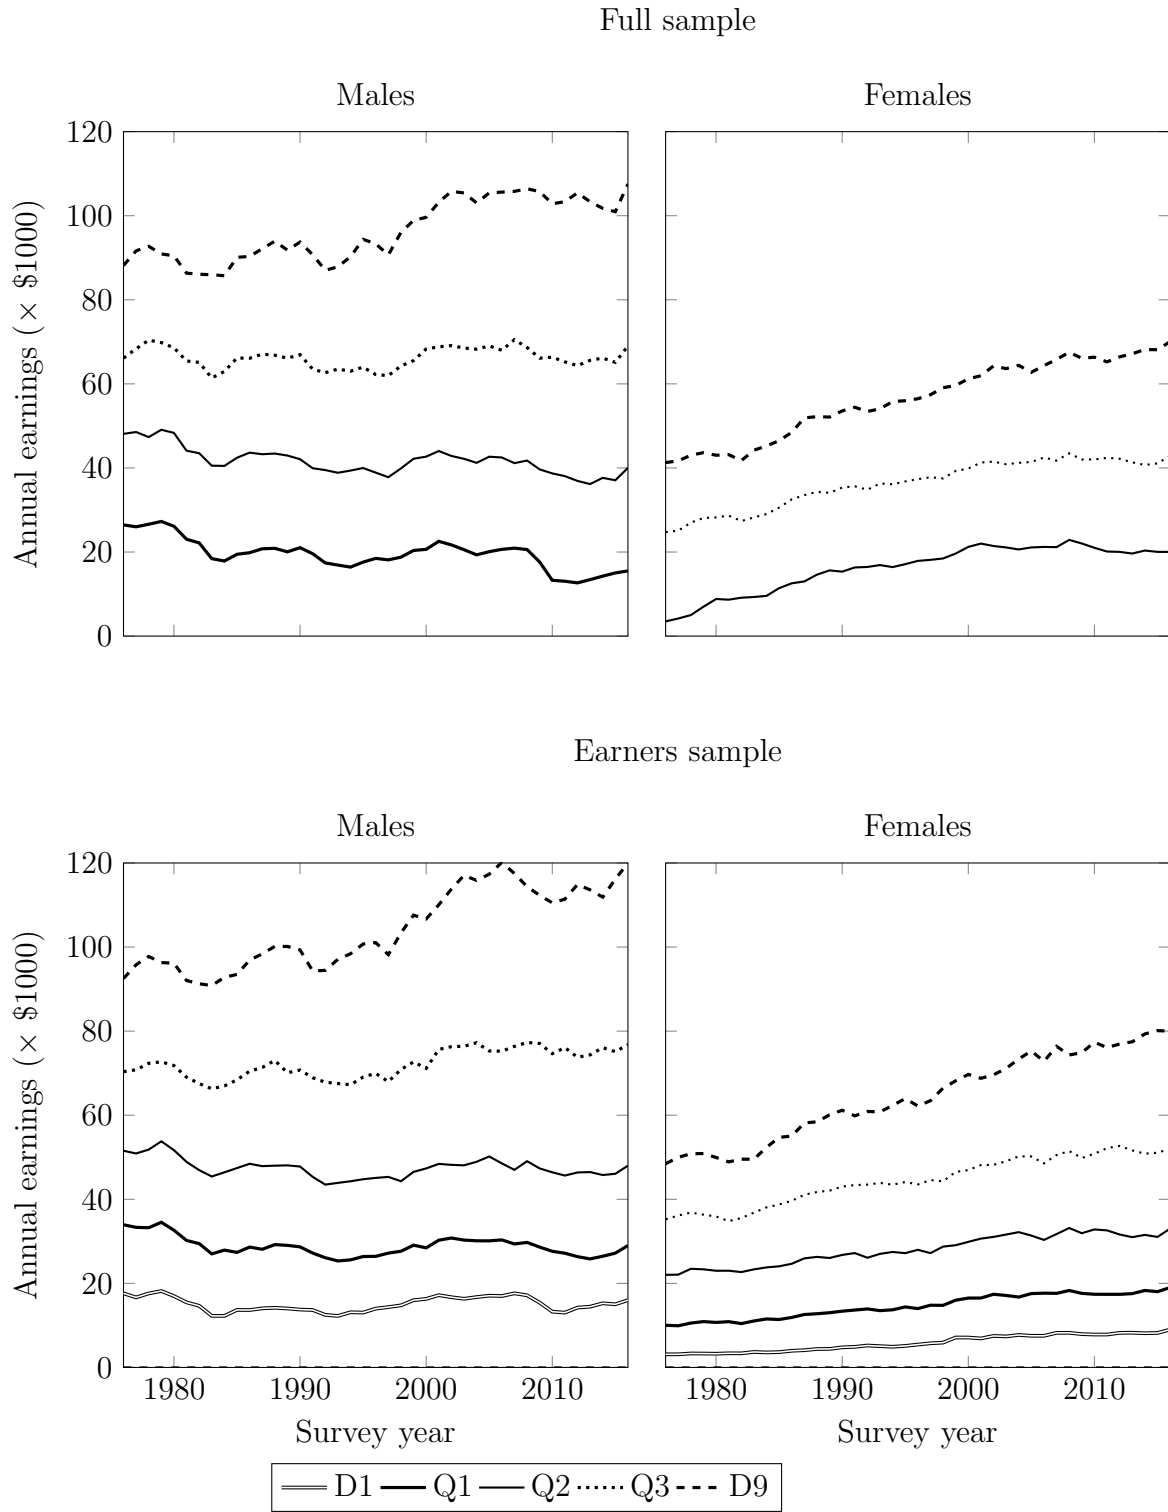 Full sample
Males Females
120
100
80
60
40
20
0
Annual earnings (× $1000)
Earners sample
Males Females
120
100
80
60
40
20
0
Annual earnings (× $1000)
1980 1990 2000 2010 1980 1990 2000 2010
Survey year Survey year
D1 Q1 Q2 Q3 D9